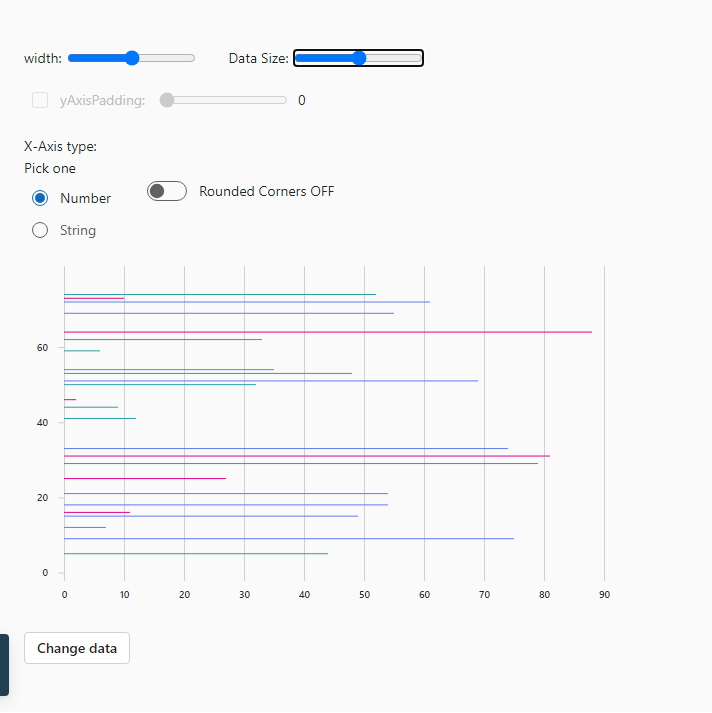 width: Data Size:
yAxisPadding: 0
X-Axis type:
Pick one
Number Rounded Corners OFF
String
60
40
20
0
0 10 20 30 40 50 60 70 80 90
Change data